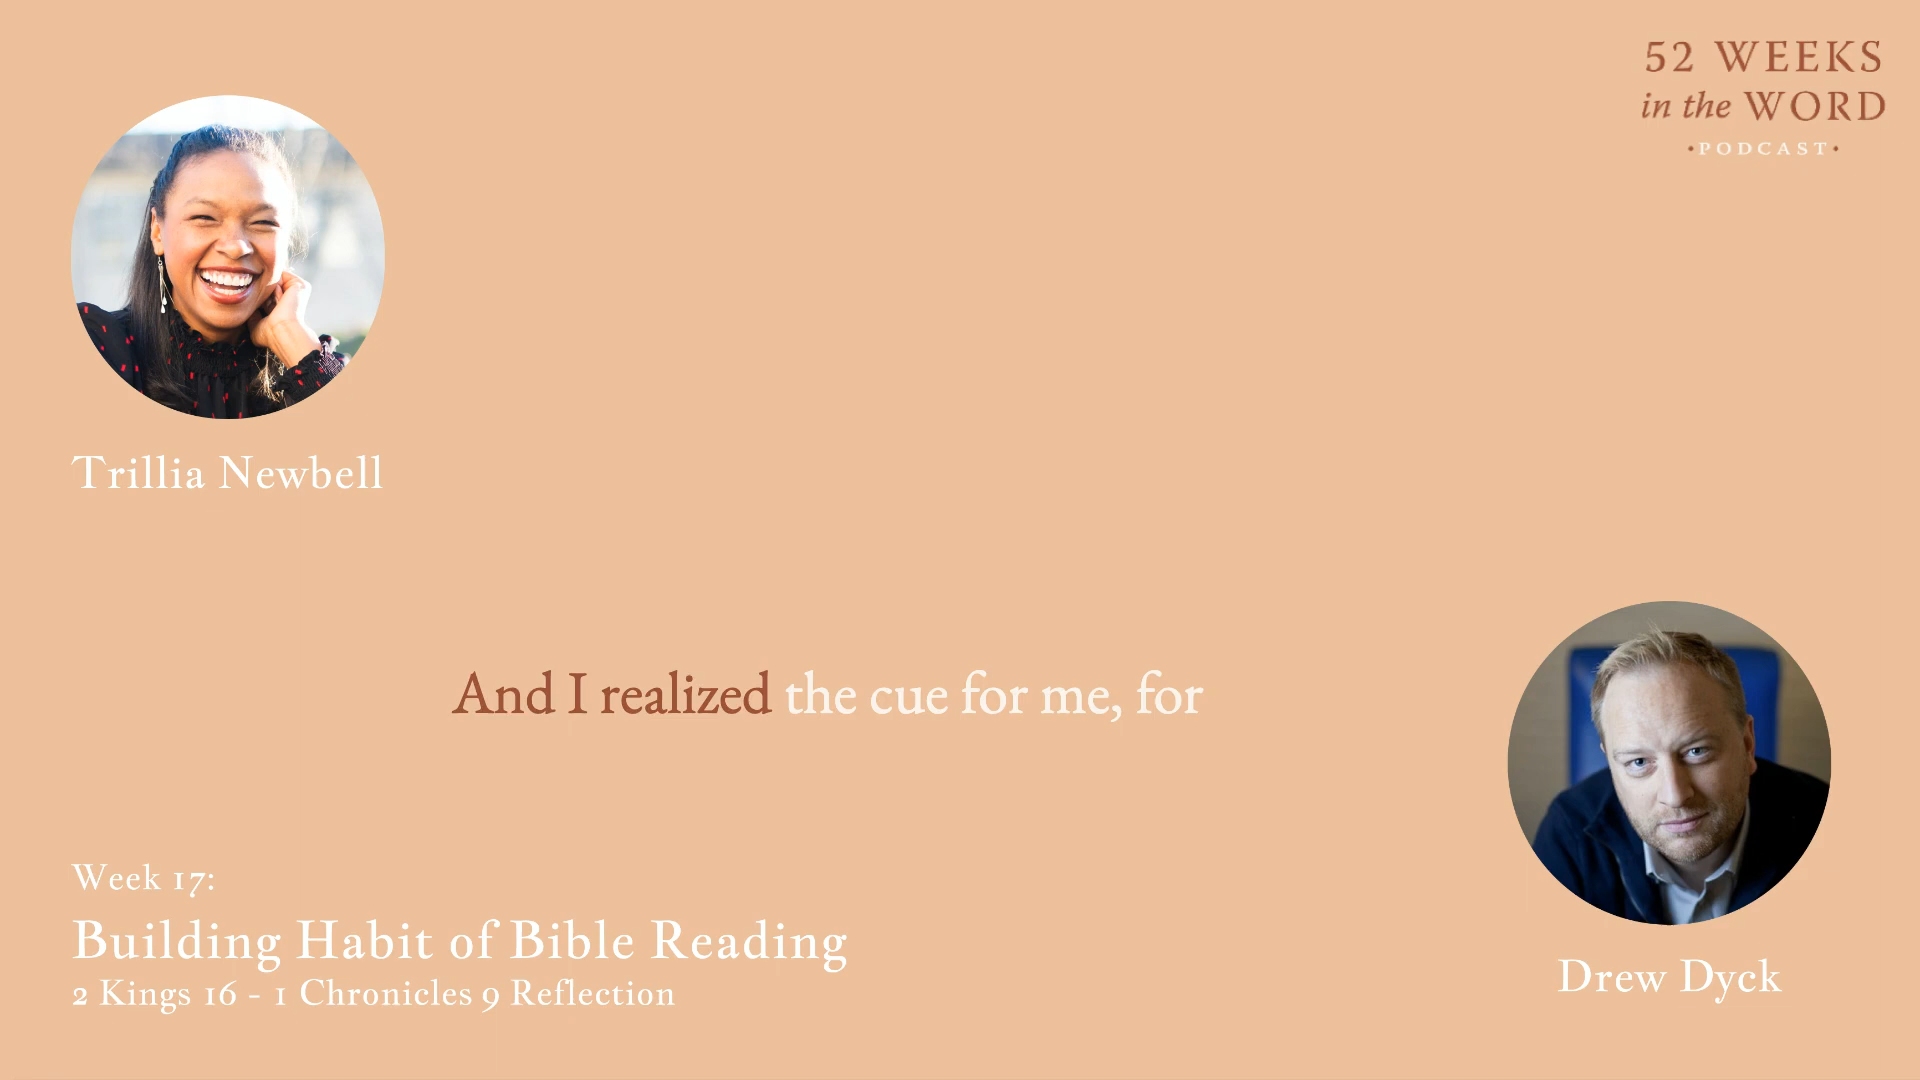 52 WEEKS
in the WORD
•PODCAST•
Trillia Newbell
And I realized the cue for me, for
Week 17:
Building Habit of Bible Reading
2 Kings 16 - 1 Chronicles 9 Reflection
Drew Dyck